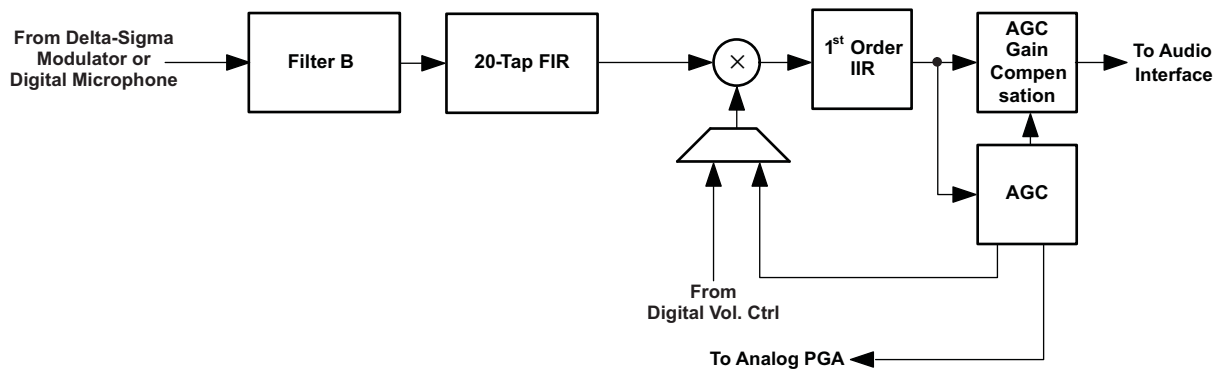 From Delta-Sigma
Modulator or
Digital Microphone
Filter B
20-Tap FIR
×
1st Order
IIR
AGC
Gain
Compen
sation
To Audio
Interface
AGC
From
Digital Vol. Ctrl
To Analog PGA